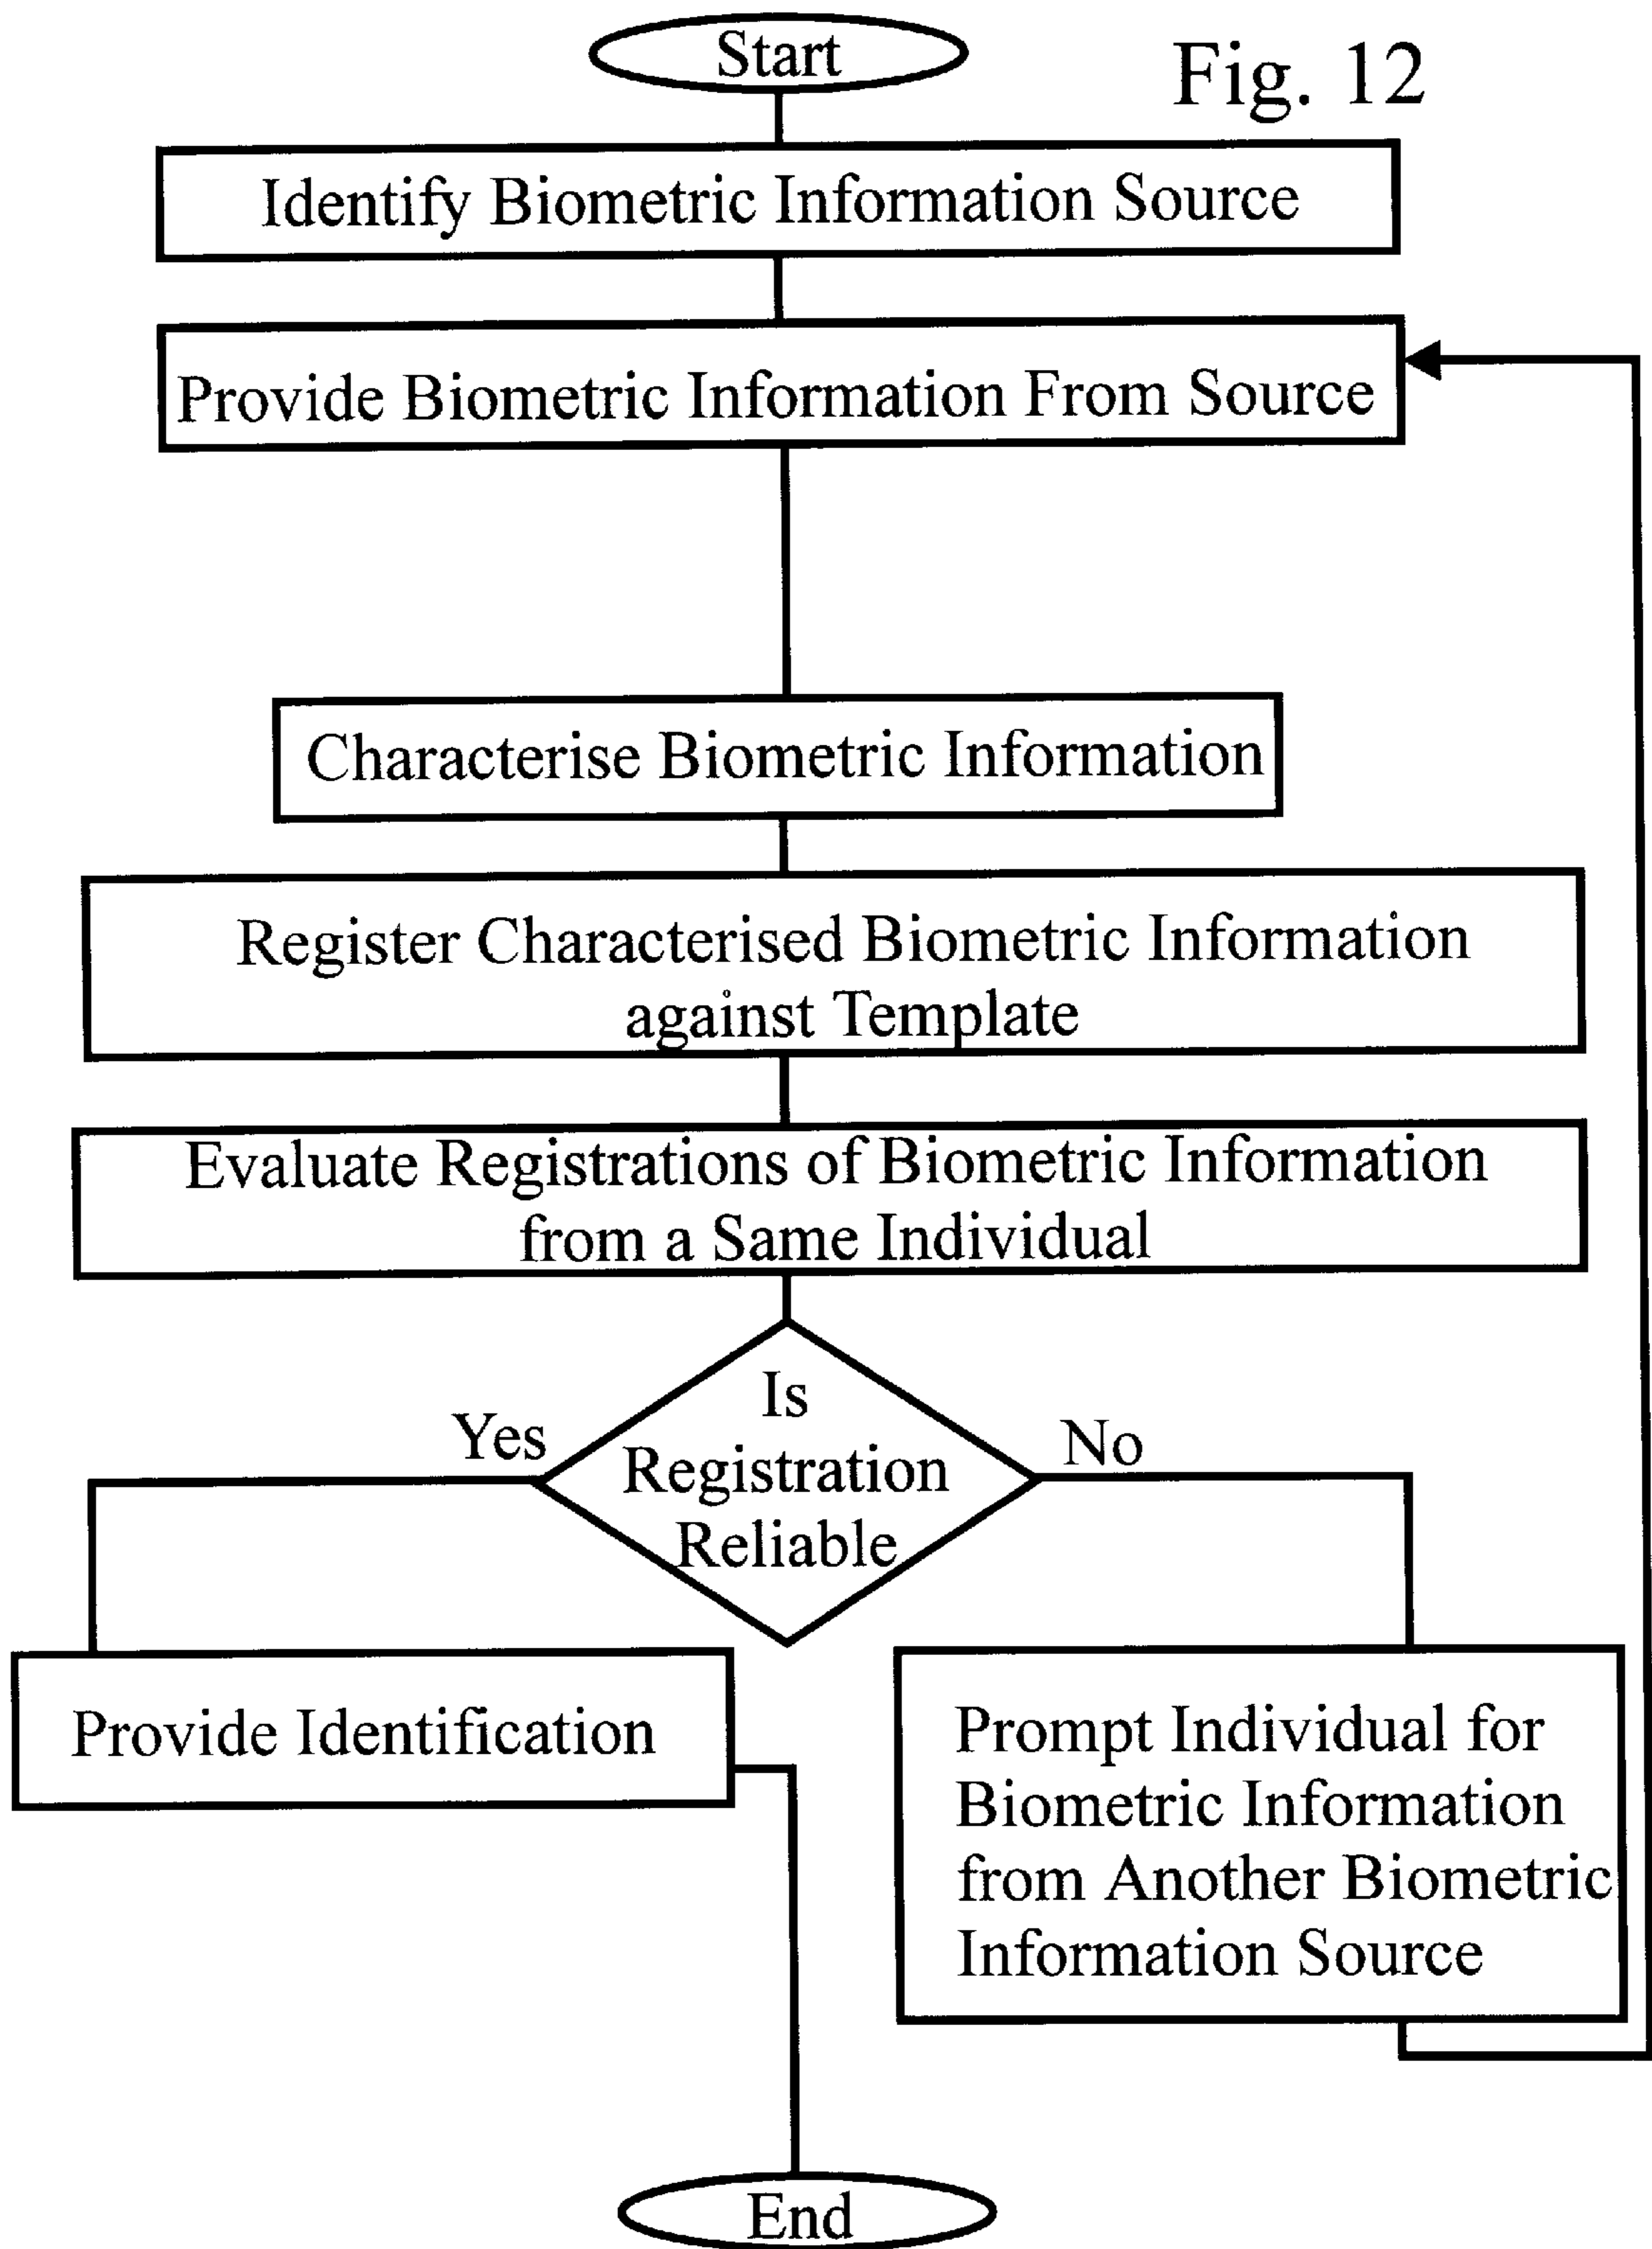 Start
Fig. 12
Identify Biometric Information Source
Provide Biometric Information From Source
Characterise Biometric Information
Register Characterised Biometric Information
against Template
Evaluate Registrations of Biometric Information
from a Same Individual
Is
Registration
Reliable
Yes
No
Provide Identification
Prompt Individual for
Biometric Information
from Another Biometric
Information Source
End